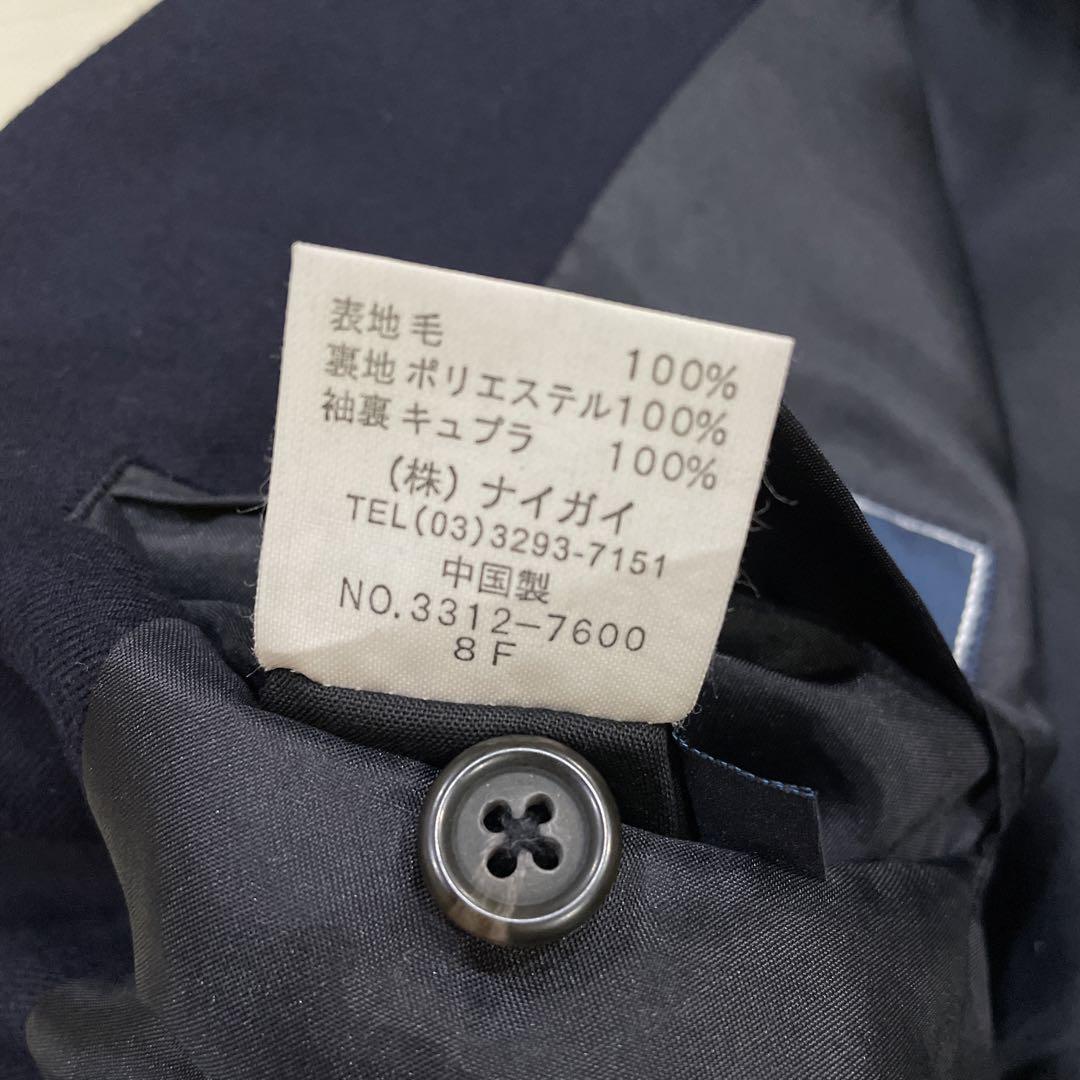 表地 毛 100%
裏地 ポリエステル100%
袖裏 キュプラ 100%
(株) ナイガイ
TEL(03)3293-7151
中国製
NO.3312-7600
8F